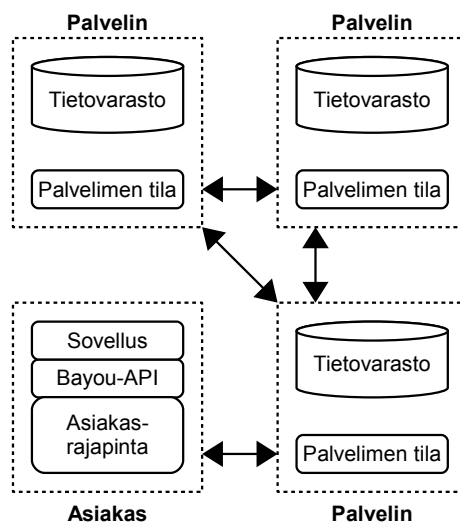 Palvelin
Palvelin
Tietovarasto
Tietovarasto
Palvelimen tila
Palvelimen tila
Sovellus
Bayou-API
Asiakas-
rajapinta
Tietovarasto
Palvelimen tila
Asiakas
Palvelin